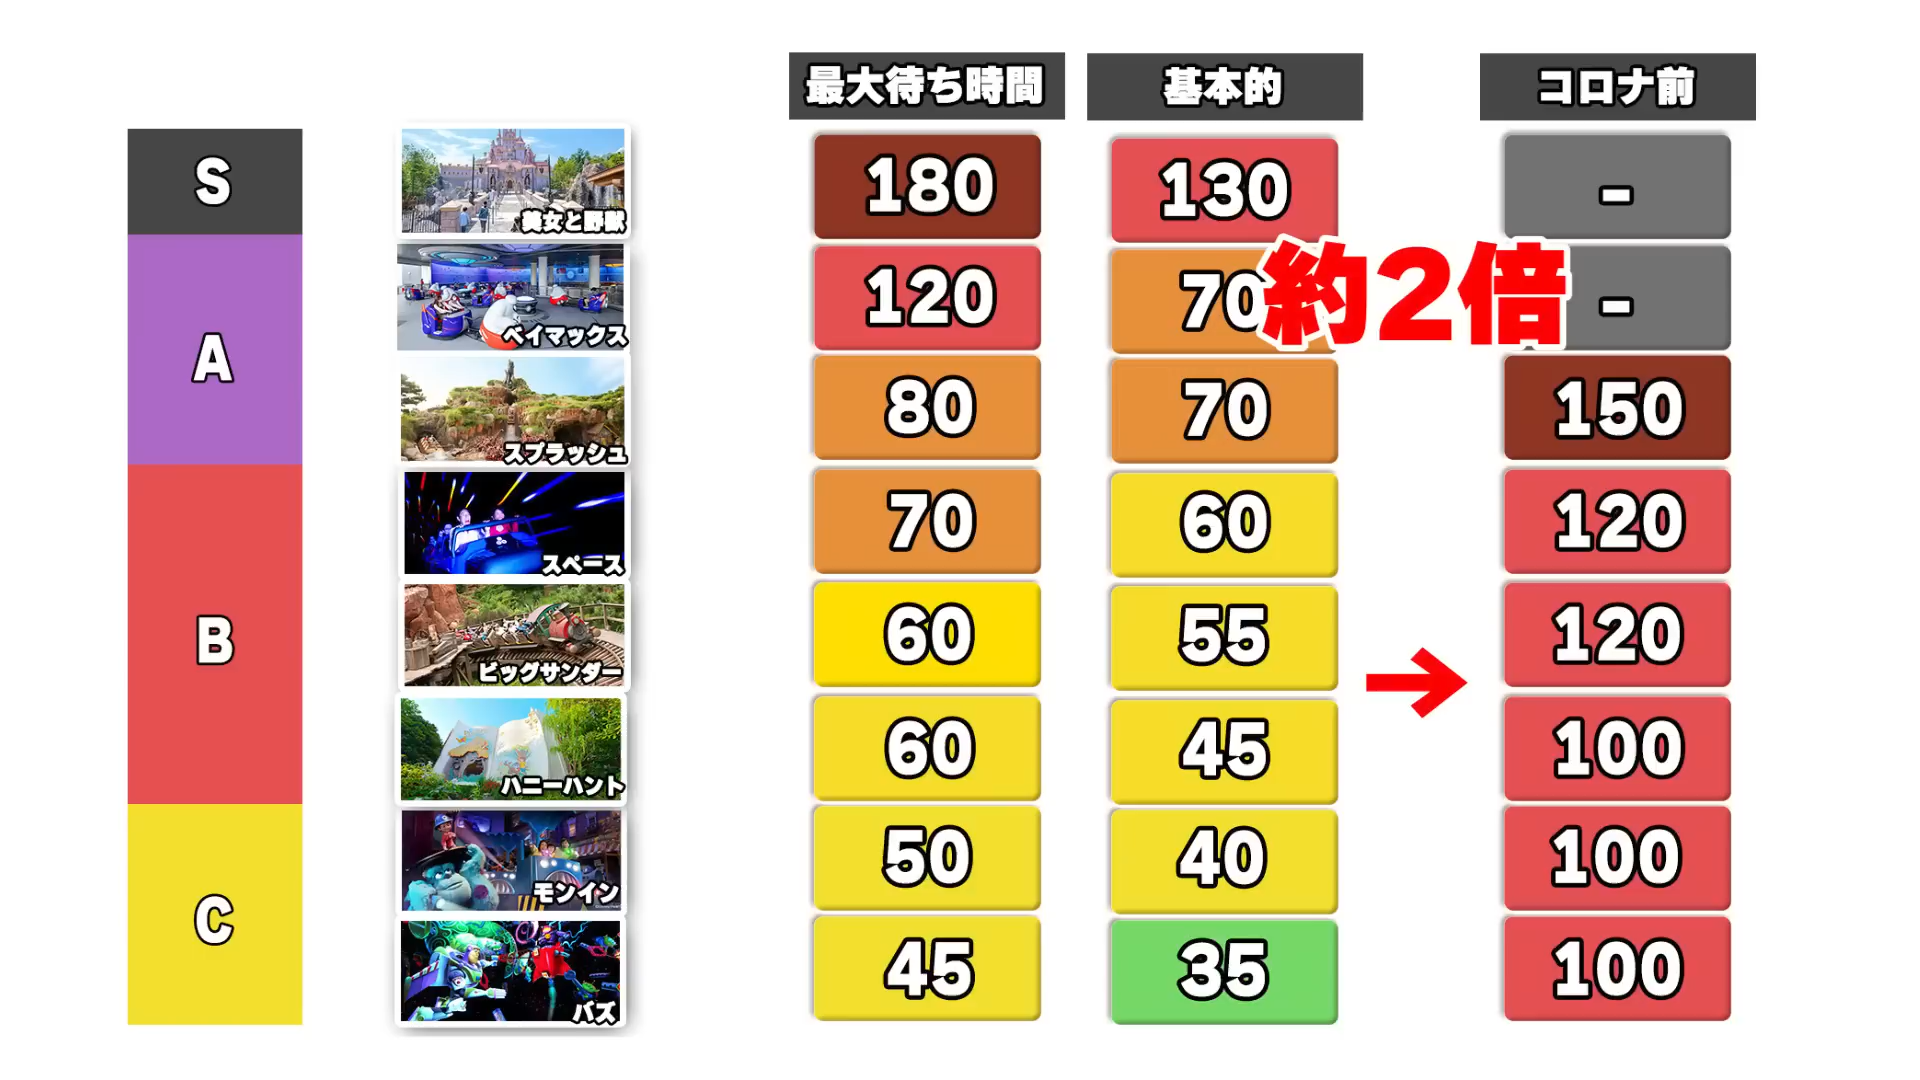 最大待ち時間 基本的 コロナ前
S 美女と野獣 180 130 -
約2倍
A ベイマックス 120 70 -
スプラッシュ 80 70 150
スペース 70 60 120
B ビッグサンダー 60 55 120
ハニーハント 60 45 100
モンイン 50 40 100
C バズ 45 35 100